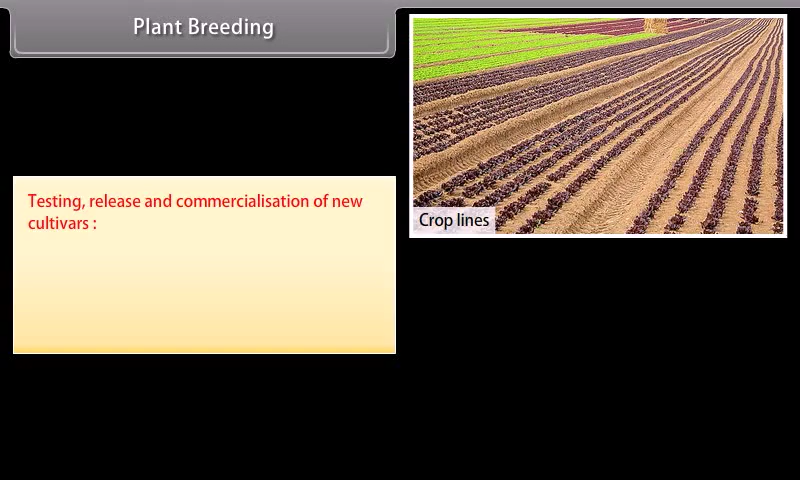 Plant Breeding
Testing, release and commercialisation of new
cultivars :
Crop lines